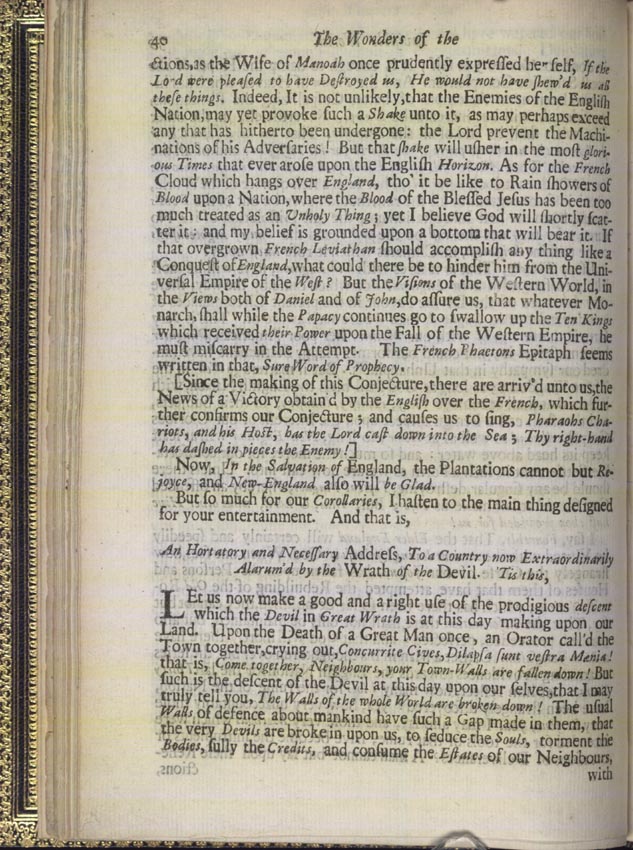 40 The Wonders of the
ctions, as the Wife of Manoah once prudently expreſſed herſelf, If the
Lord were pleaſed to have Deſtroyed us, He would not have ſhew'd us all
theſe things. Indeed, It is not unlikely, that the Enemies of the Engliſh
Nation, may yet provoke ſuch a Shake unto it, as may perhaps exceed
any that has hitherto been undergone: the Lord prevent the Machi-
nations of his Adverſaries! But that ſhake will uſher in the moſt glori-
ous Times that ever aroſe upon the Engliſh Horizon. As for the French
Cloud which hangs over England, tho' it be like to Rain ſhowers of
Blood upon a Nation, where the Blood of the Bleſſed Jeſus has been too
much treated as an Unholy Thing; yet I believe God will ſhortly ſcat-
ter it: and my belief is grounded upon a bottom that will bear it. If
that overgrown French Leviathan ſhould accompliſh any thing like a
Conqueſt of England, what could there be to hinder him from the Uni-
verſal Empire of the Weſt? But the Viſions of the Weſtern World, in
the Views both of Daniel and of John, do aſſure us, that whatever Mo-
narch, ſhall while the Papacy continues go to ſwallow up the Ten Kings
which received their Power upon the Fall of the Weſtern Empire, he
muſt miſcarry in the Attempt. The French Phaetons Epitaph ſeems
written in that, Sure Word of Prophecy.
[Since the making of this Conjecture, there are arriv'd unto us, the
News of a Victory obtain'd by the Engliſh over the French, which fur-
ther confirms our Conjecture; and cauſes us to ſing, Pharaohs Cha-
riots, and his Hoſt, has the Lord caſt down into the Sea; Thy right-hand
has daſhed in pieces the Enemy!]
Now, In the Salvation of England, the Plantations cannot but Re-
joyce, and New-England alſo will be Glad.
But ſo much for our Corollaries, I haſten to the main thing deſigned
for your entertainment. And that is,
An Hortatory and Neceſſary Addreſs, To a Country now Extraordinarily
Alarum'd by the Wrath of the Devil. Tis this,
LEt us now make a good and a right uſe of the prodigious deſcent
which the Devil in Great Wrath is at this day making upon our
Land. Upon the Death of a Great Man once, an Orator call'd the
Town together, crying out, Concurrite Cives, Dilapſa ſunt veſtra Mænia!
that is, Come together, Neighbours, your Town-Walls are fallen down! But
ſuch is the deſcent of the Devil at this day upon our ſelves, that I may
truly tell you, The Walls of the whole World are broken down! The uſual
Walls of defence about mankind have ſuch a Gap made in them, that
the very Devils are broke in upon us, to ſeduce the Souls, torment the
Bodies, ſully the Credits, and conſume the Eſtates of our Neighbours,
with